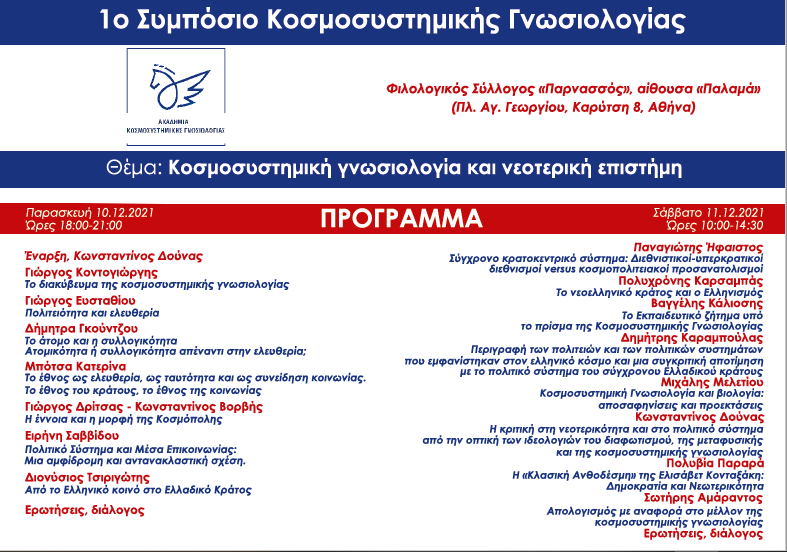 1ο Συμπόσιο Κοσμοσυστημικής Γνωσιολογίας
ΑΚΑΔΗΜΙΑ
ΚΟΣΜΟΣΥΣΤΗΜΙΚΗΣ ΓΝΩΣΙΟΛΟΓΙΑΣ
Φιλολογικός Σύλλογος «Παρνασσός», αίθουσα «Παλαμά»
(Πλ. Αγ. Γεωργίου, Καρύτση 8, Αθήνα)
Θέμα: Κοσμοσυστημική γνωσιολογία και νεοτερική επιστήμη
Παρασκευή 10.12.2021
Ώρες 18:00-21:00
ΠΡΟΓΡΑΜΜΑ
Σάββατο 11.12.2021
Ώρες 10:00-14:30
Έναρξη, Κωνσταντίνος Δούνας
Γιώργος Κοντογιώργης
Το διακύβευμα της κοσμοσυστημικής γνωσιολογίας
Γιώργος Ευσταθίου
Πολιτειότητα και ελευθερία
Δήμητρα Γκούντζου
Το άτομο και η συλλογικότητα
Ατομικότητα ή συλλογικότητα απέναντι στην ελευθερία;
Μπότσα Κατερίνα
Το έθνος ως ελευθερία, ως ταυτότητα και ως συνείδηση κοινωνίας.
Το έθνος του κράτους, το έθνος της κοινωνίας
Γιώργος Δρίτσας - Κωνσταντίνος Βορβής
Η έννοια και η μορφή της Κοσμόπολης
Ειρήνη Σαββίδου
Πολιτικό Σύστημα και Μέσα Επικοινωνίας:
Μια αμφίδρομη και αντανακλαστική σχέση.
Διονύσιος Τσιριγώτης
Από το Ελληνικό κοινό στο Ελλαδικό Κράτος
Ερωτήσεις, διάλογος
Παναγιώτης Ήφαιστος
Σύγχρονο κρατοκεντρικό σύστημα: Διεθνιστικοί-υπερκρατικοί
διεθνισμοί versus κοσμοπολιτειακοί προσανατολισμοί
Πολυχρόνης Καρσαμπάς
Το νεοελληνικό κράτος και ο Ελληνισμός
Βαγγέλης Κάλιοσης
Το Εκπαιδευτικό ζήτημα υπό
το πρίσμα της Κοσμοσυστημικής Γνωσιολογίας
Δημήτρης Καραμπούλας
Περιγραφή των πολιτειών και των πολιτικών συστημάτων
που εμφανίστηκαν στον ελληνικό κόσμο και μια συγκριτική αποτίμηση
με το πολιτικό σύστημα του σύγχρονου Ελλαδικού κράτους
Μιχάλης Μελετίου
Κοσμοσυστημική Γνωσιολογία και βιολογία:
αποσαφηνίσεις και προεκτάσεις
Κωνσταντίνος Δούνας
Η κριτική στη νεοτερικότητα και στο πολιτικό σύστημα
από την οπτική των ιδεολογιών του διαφωτισμού, της μεταφυσικής
και της κοσμοσυστημικής γνωσιολογίας
Πολυβία Παραρά
Η «Κλασική Ανθοδέσμη» της Ελισάβετ Κονταξάκη:
Δημοκρατία και Νεωτερικότητα
Σωτήρης Αμάραντος
Απολογισμός με αναφορά στο μέλλον της
κοσμοσυστημικής γνωσιολογίας
Ερωτήσεις, διάλογος